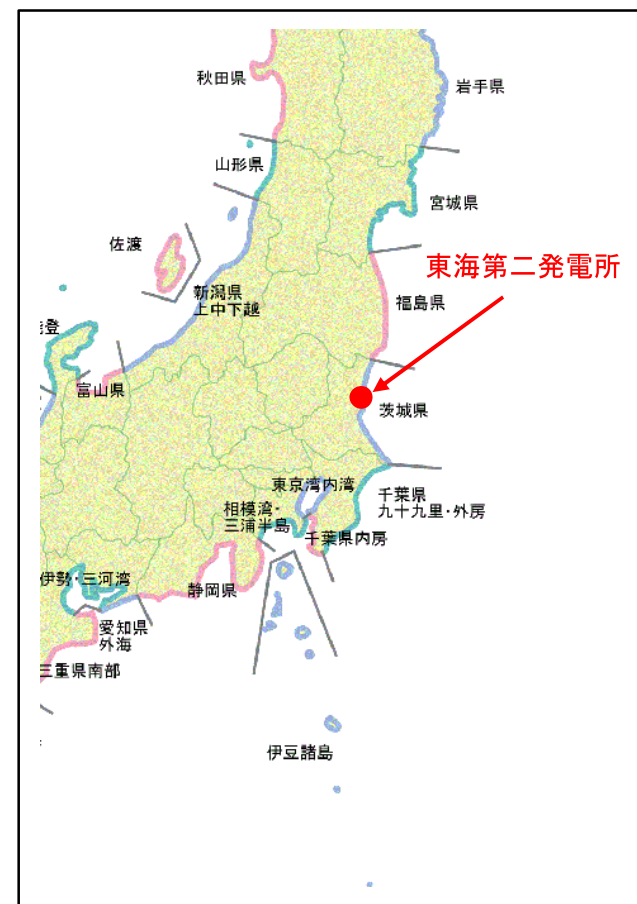 秋田県
岩手県
山形県
宮城県
佐渡
東海第二発電所
新潟県
上中下越
福島県
能登
富山県
茨城県
東京湾内湾
千葉県
九十九里・外房
相模湾・
三浦半島
千葉県内房
伊勢・三河湾
静岡県
愛知県
外海
三重県南部
伊豆諸島